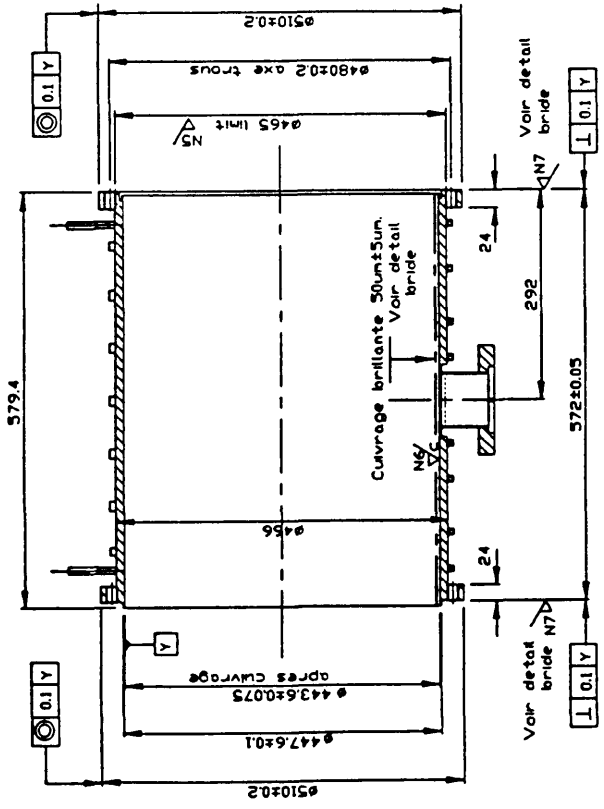 ø510±0.2
◎ 0.1 Y
ø480±0.2 axe trous
ø465 limit
N5
Voir detail
bride
N7
⊥ 0.1 Y
579.4
24
292
572±0.05
Cuivrage brillante 50um±5um.
Voir detail
bride
N6
C
ø456
24
Y
ø 443.6±0.075
apres cuivrage
ø 447.6±0.1
ø510±0.2
◎ 0.1 Y
Voir detail
bride
N7
⊥ 0.1 Y